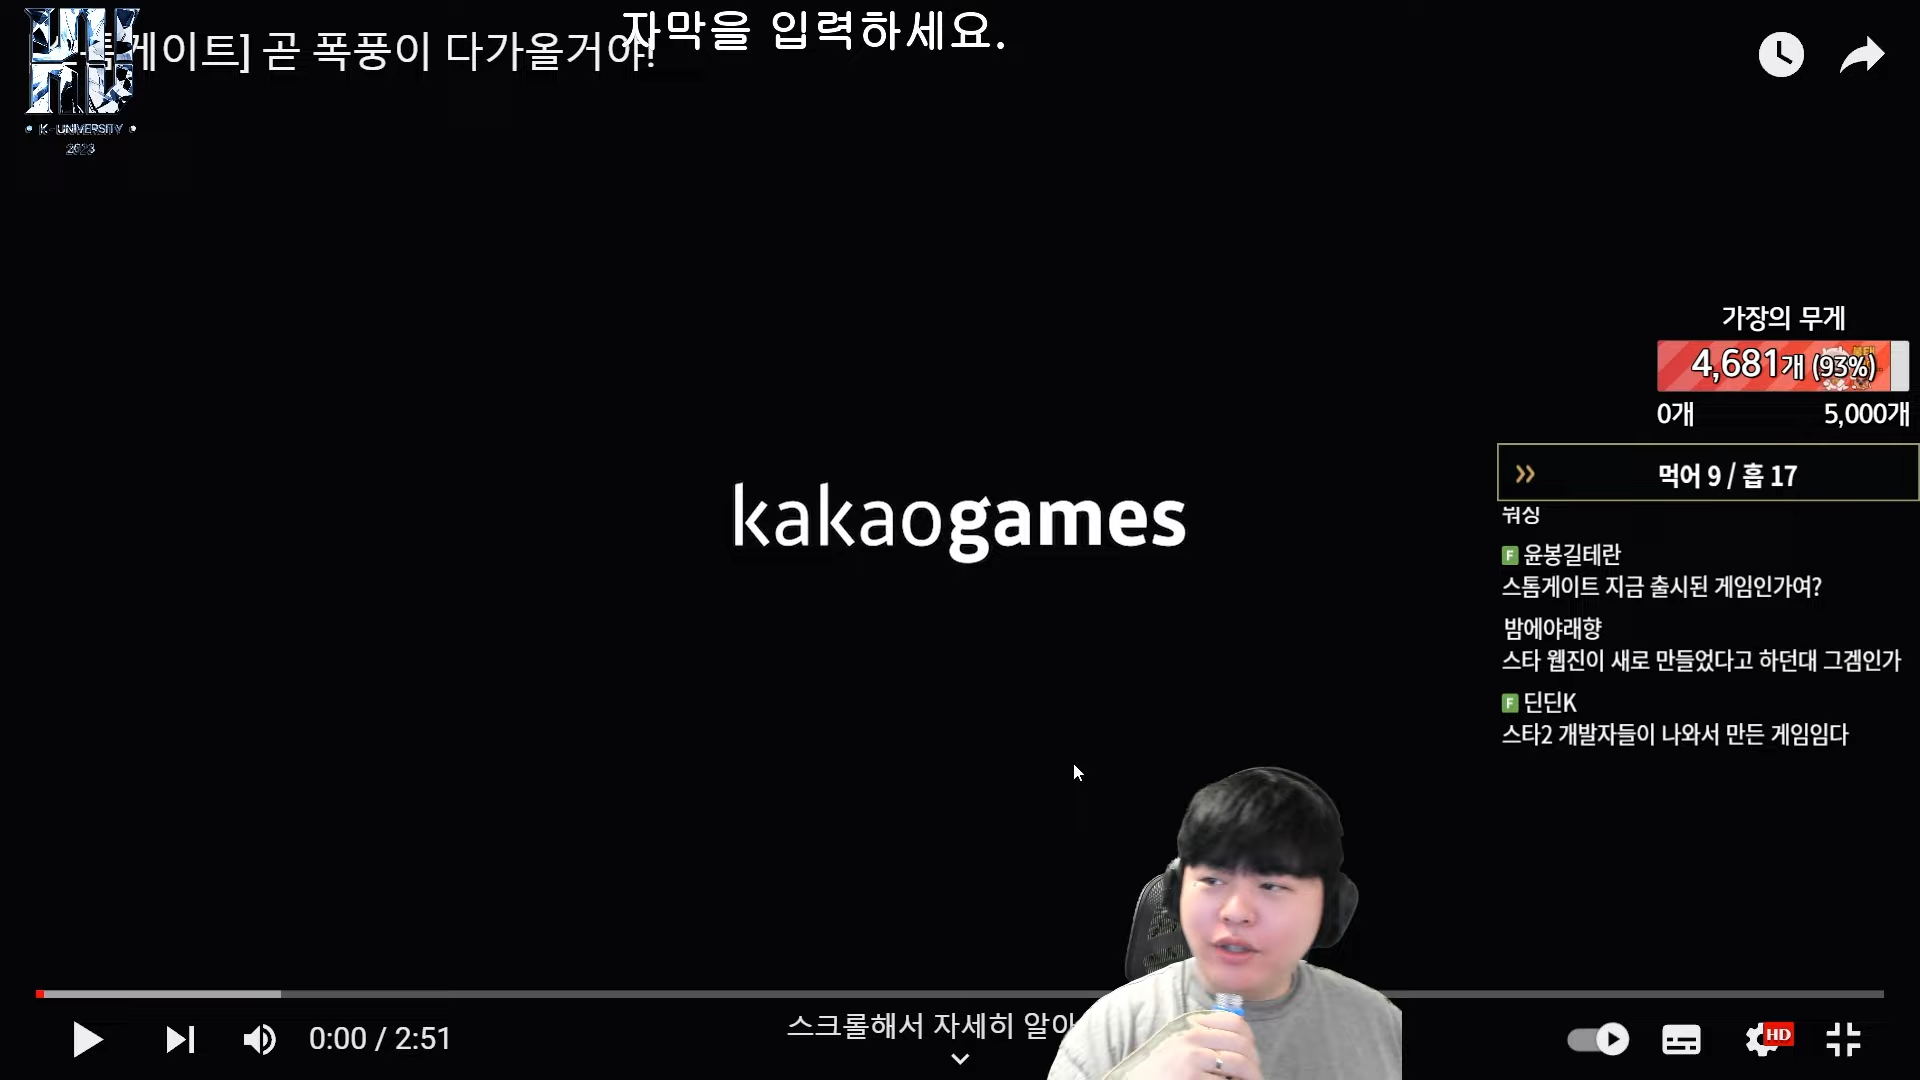 자막을 입력하세요.
톰게이트] 곧 폭풍이 다가올거야!
K-UNIVERSITY
2023
가장의 무게
4,681개 (93%)
0개 5,000개
먹어 9 / 흡 17
워싱
F 윤봉길테란
스톰게이트 지금 출시된 게임인가여?
밤에야래향
스타 웹진이 새로 만들었다고 하던대 그겜인가
F 딘딘K
스타2 개발자들이 나와서 만든 게임임다
kakaogames
스크롤해서 자세히 알아
0:00 / 2:51
HD